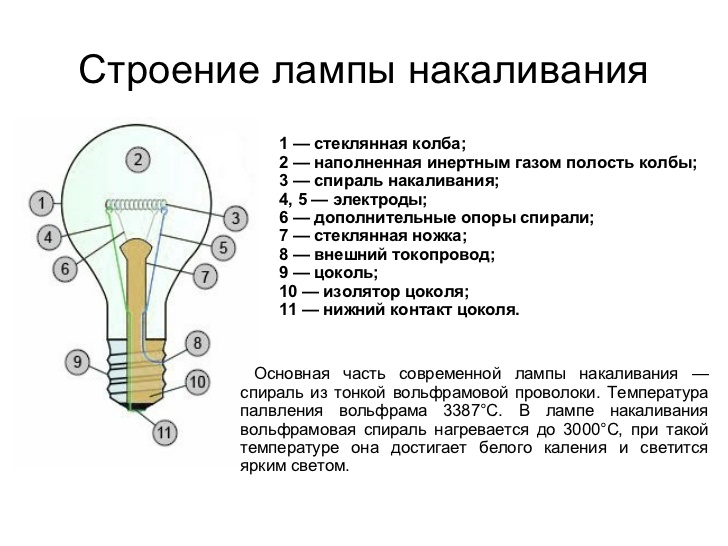 Строение лампы накаливания
1 — стеклянная колба;
2 — наполненная инертным газом полость колбы;
3 — спираль накаливания;
4, 5 — электроды;
6 — дополнительные опоры спирали;
7 — стеклянная ножка;
8 — внешний токопровод;
9 — цоколь;
10 — изолятор цоколя;
11 — нижний контакт цоколя.
2
1
3
4
5
6
7
8
9
10
11
Основная часть современной лампы накаливания —
спираль из тонкой вольфрамовой проволоки. Температура
палвления вольфрама 3387°С. В лампе накаливания
вольфрамовая спираль нагревается до 3000°С, при такой
температуре она достигает белого каления и светится
ярким светом.